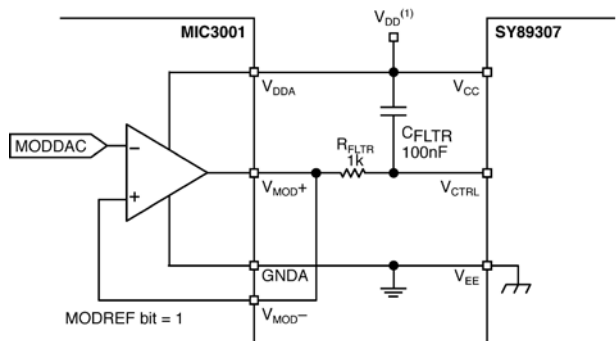 MIC3001
V_DD(1)
SY89307
V_DDA
V_CC
C_FLTR
100nF
MODDAC
−
R_FLTR
1k
+
V_MOD+
V_CTRL
GNDA
V_EE
MODREF bit = 1
V_MOD−